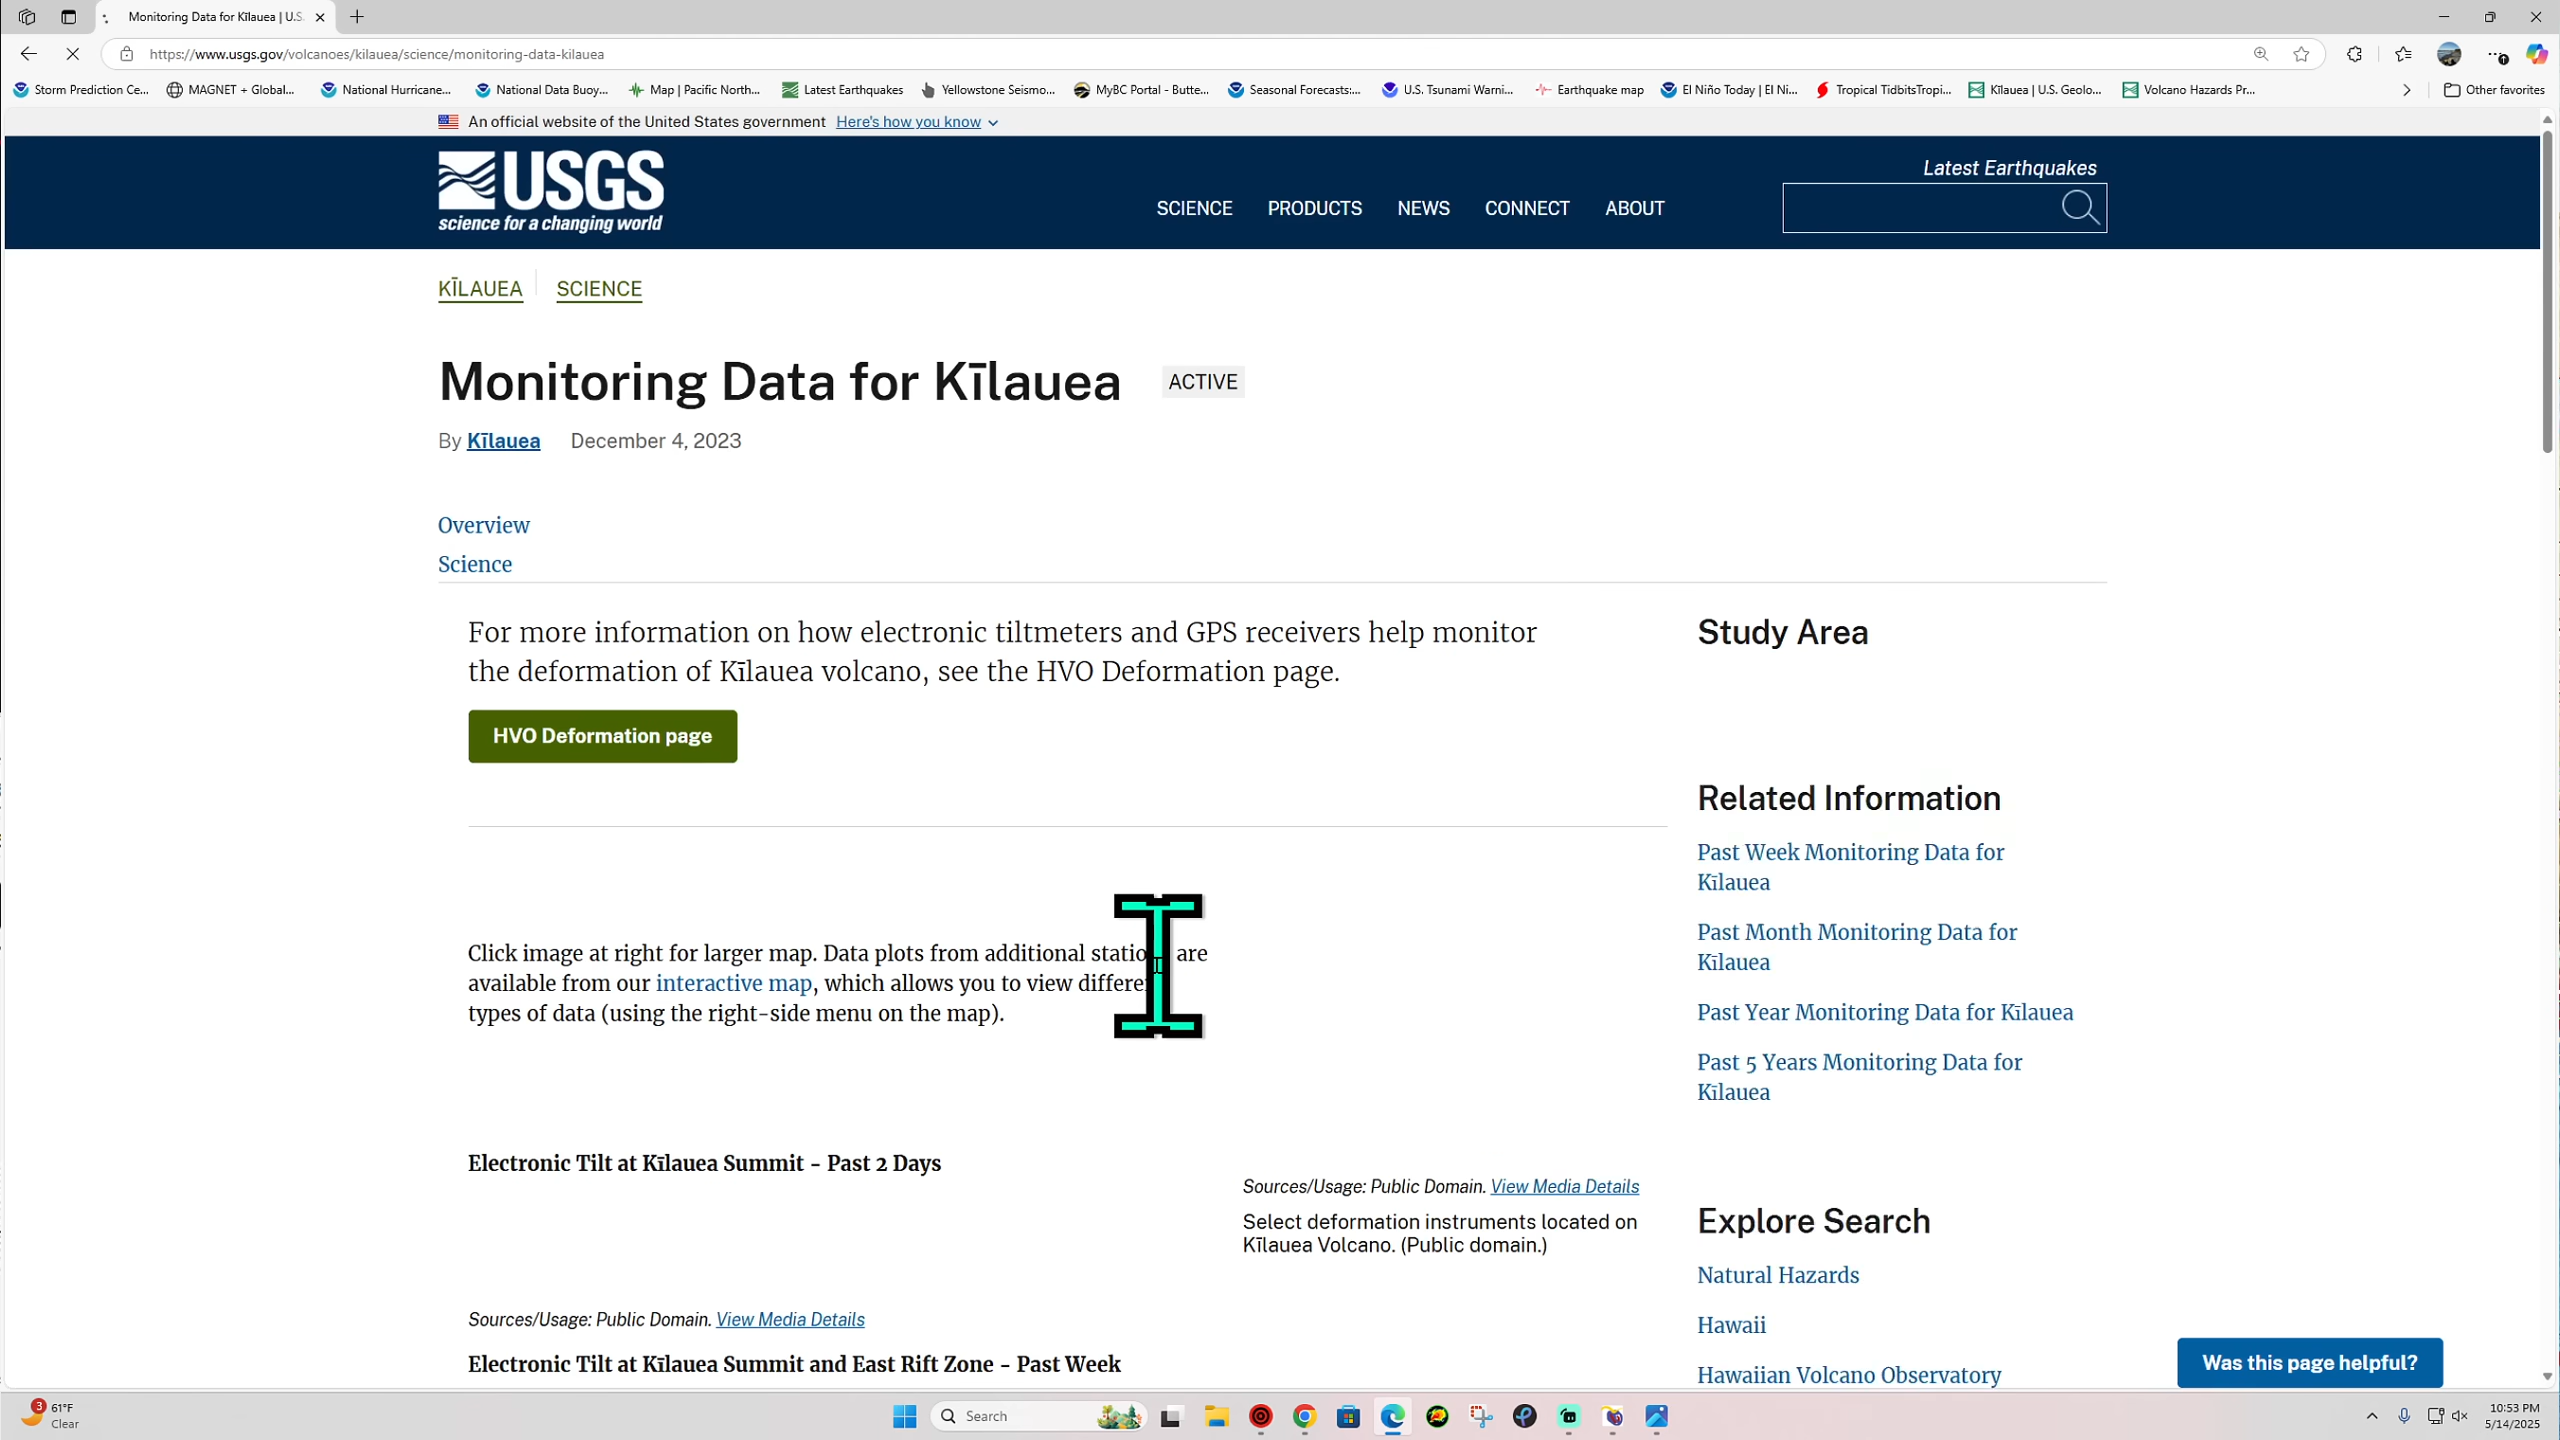 Monitoring Data for Kīlauea | U.S.
https://www.usgs.gov/volcanoes/kilauea/science/monitoring-data-kilauea
Storm Prediction Ce...
MAGNET + Global...
National Hurricane...
National Data Buoy...
Map | Pacific North...
Latest Earthquakes
Yellowstone Seismo...
MyBC Portal - Butte...
Seasonal Forecasts:...
U.S. Tsunami Warni...
Earthquake map
El Niño Today | El Ni...
Tropical TidbitsTropi...
Kīlauea | U.S. Geolo...
Volcano Hazards Pr...
Other favorites
An official website of the United States government Here's how you know
USGS
science for a changing world
SCIENCE
PRODUCTS
NEWS
CONNECT
ABOUT
Latest Earthquakes
KĪLAUEA
SCIENCE
Monitoring Data for Kīlauea
ACTIVE
By Kīlauea December 4, 2023
Overview
Science
For more information on how electronic tiltmeters and GPS receivers help monitor
the deformation of Kīlauea volcano, see the HVO Deformation page.
HVO Deformation page
Click image at right for larger map. Data plots from additional are
available from our interactive map, which allows you to view
types of data (using the right-side menu on the map).
Electronic Tilt at Kīlauea Summit - Past 2 Days
Sources/Usage: Public Domain. View Media Details
Select deformation instruments located on
Kīlauea Volcano. (Public domain.)
Sources/Usage: Public Domain. View Media Details
Electronic Tilt at Kīlauea Summit and East Rift Zone - Past Week
Study Area
Related Information
Past Week Monitoring Data for
Kīlauea
Past Month Monitoring Data for
Kīlauea
Past Year Monitoring Data for Kīlauea
Past 5 Years Monitoring Data for
Kīlauea
Explore Search
Natural Hazards
Hawaii
Hawaiian Volcano Observatory
Was this page helpful?
3
61°F
Clear
Search
10:53 PM
5/14/2025